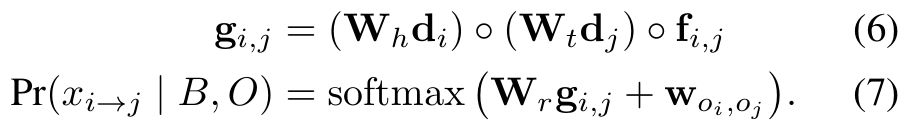 𝐠_{i,j} = (𝐖_h 𝐝_i) ∘ (𝐖_t 𝐝_j) ∘ 𝐟_{i,j} (6)
Pr(x_{i→j} | B, O) = softmax (𝐖_r 𝐠_{i,j} + 𝐰_{o_i,o_j}). (7)